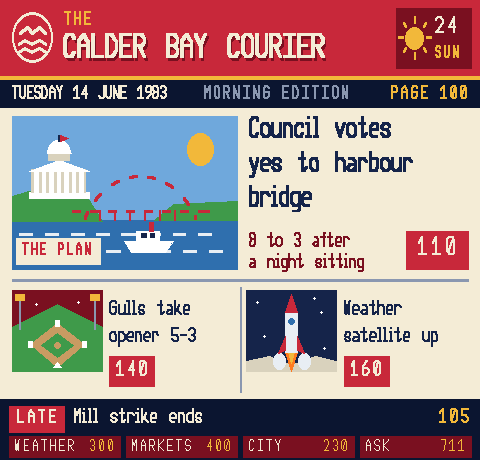 THE
CALDER BAY COURIER
24
SUN
TUESDAY 14 JUNE 1983 MORNING EDITION PAGE 100
Council votes
yes to harbour
bridge
8 to 3 after
a night sitting
110
THE PLAN
Gulls take
opener 5-3
140
Weather
satellite up
160
LATE Mill strike ends 105
WEATHER 300 MARKETS 400 CITY 230 ASK 711